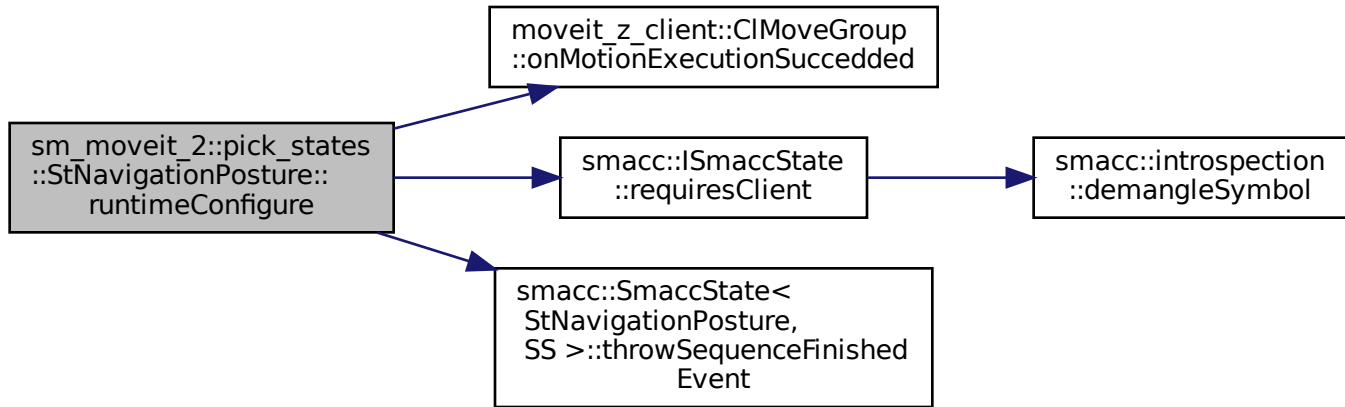 sm_moveit_2::pick_states
::StNavigationPosture::
runtimeConfigure
moveit_z_client::ClMoveGroup
::onMotionExecutionSuccedded
smacc::ISmaccState
::requiresClient
smacc::introspection
::demangleSymbol
smacc::SmaccState<
StNavigationPosture,
SS >::throwSequenceFinished
Event